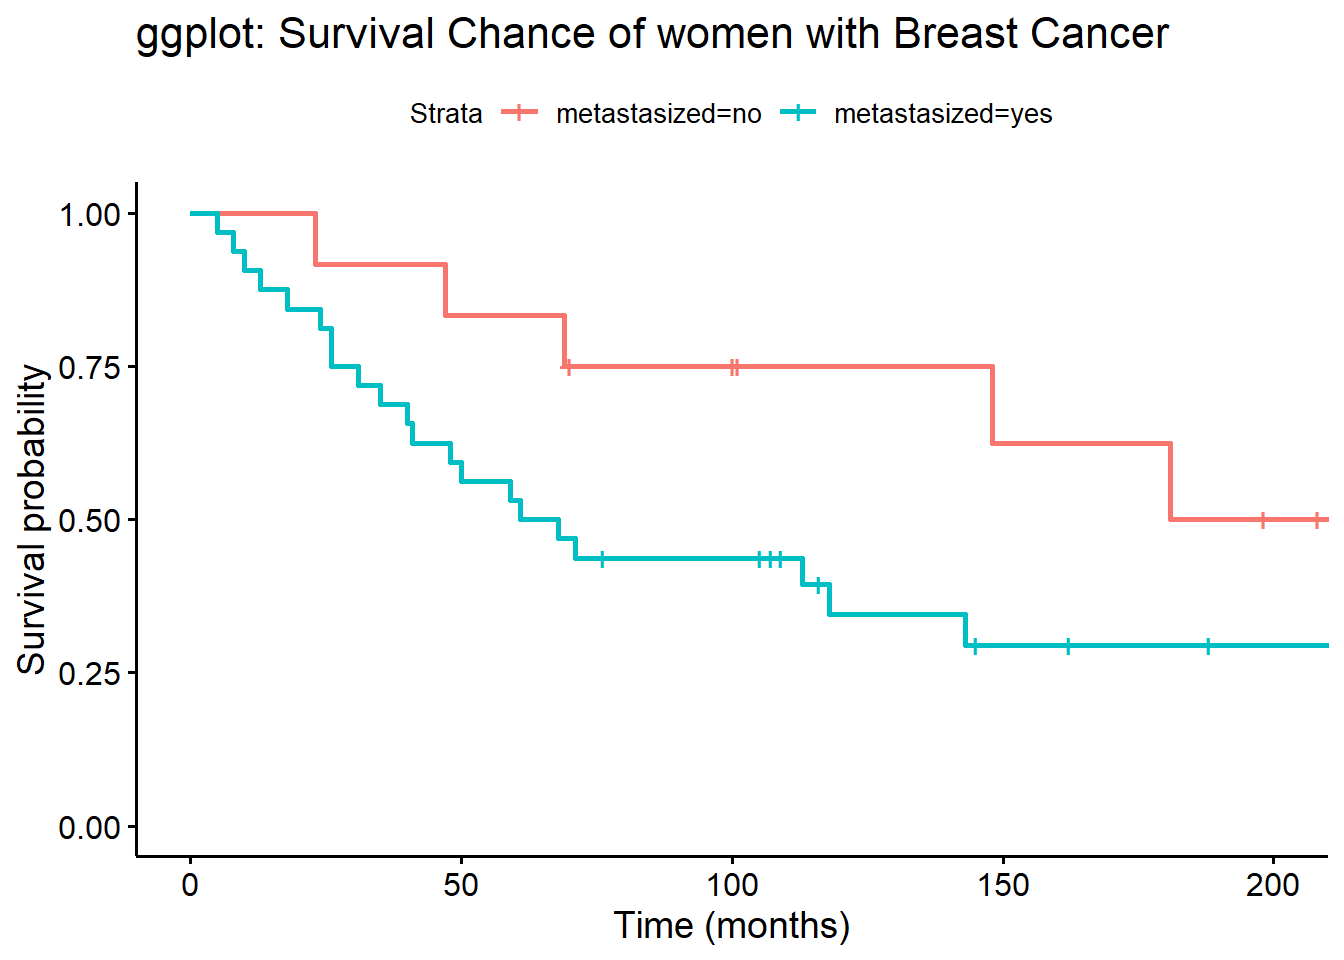 ggplot: Survival Chance of women with Breast Cancer
Strata metastasized=no metastasized=yes
Survival probability
1.00
0.75
0.50
0.25
0.00
0 50 100 150 200
Time (months)